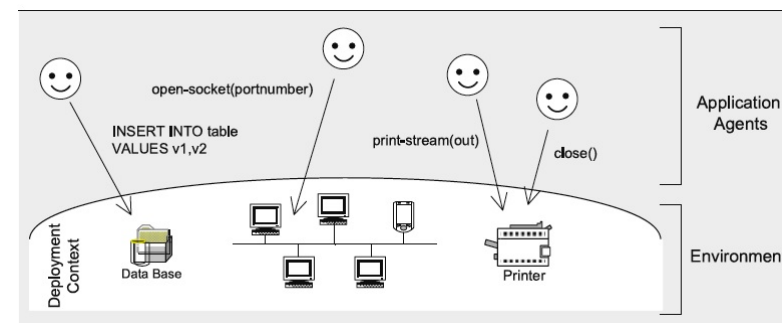 open-socket(portnumber)
INSERT INTO table
VALUES v1,v2
print-stream(out)
close()
Application
Agents
Deployment
Context
Data Base
Printer
Environmen